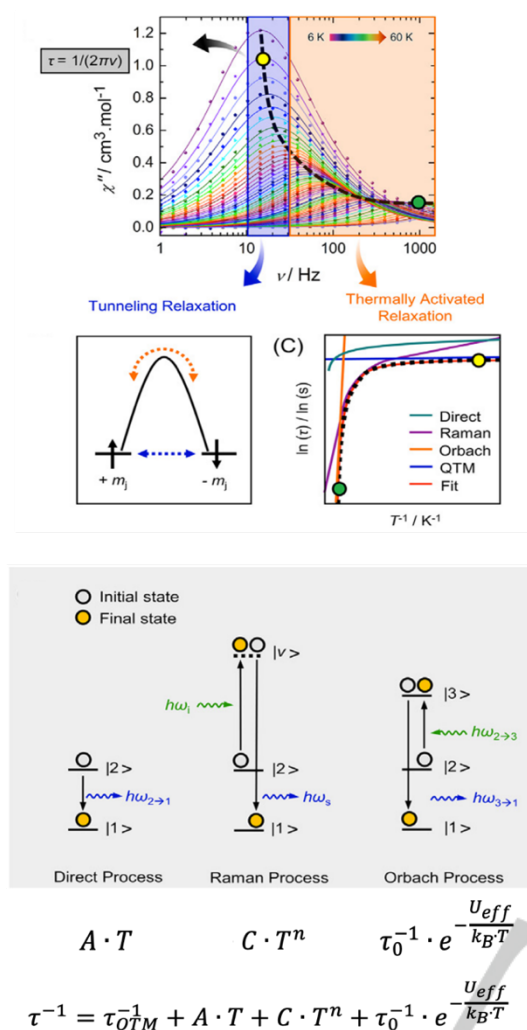 1.2
1.0
0.8
0.6
0.4
0.2
0.0
χ''/ cm³.mol⁻¹
τ = 1/(2πν)
6 K
60 K
1 10 100 1000
ν/ Hz
Tunneling Relaxation
Thermally Activated
Relaxation
+ mⱼ
- mⱼ
(C)
ln (τ) / ln (s)
Direct
Raman
Orbach
QTM
Fit
T⁻¹ / K⁻¹
Initial state
Final state
|v>
|3>
hωᵢ
hω₂→₃
|2> |2> |2>
hω₂→₁ hωₛ hω₃→₁
|1> |1> |1>
Direct Process Raman Process Orbach Process
A · T C · Tⁿ τ₀⁻¹ · e^(-U_eff/(k_B·T))
τ⁻¹ = τ_QTM⁻¹ + A · T + C · Tⁿ + τ₀⁻¹ · e^(-U_eff/(k_B·T))